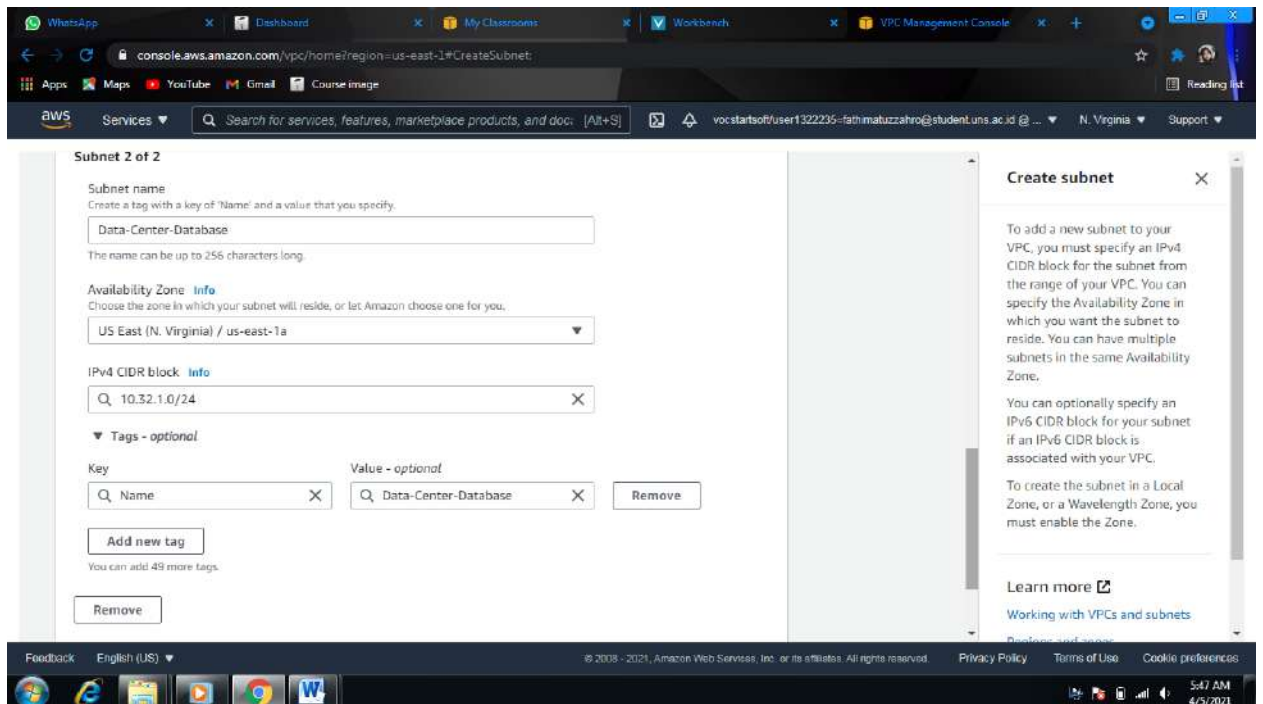 WhatsApp
Dashboard
My Classrooms
Workbench
VPC Management Console
console.aws.amazon.com/vpc/home?region=us-east-1#CreateSubnet:
Apps
Maps
YouTube
Gmail
Course image
Reading list
aws
Services ▼
Search for services, features, marketplace products, and doc: [Alt+S]
vocstartsoft/user1322235=fathimatuzzahro@student.uns.ac.id @ ... ▼
N. Virginia ▼
Support ▼
Subnet 2 of 2
Subnet name
Create a tag with a key of 'Name' and a value that you specify.
Data-Center-Database
The name can be up to 256 characters long.
Availability Zone Info
Choose the zone in which your subnet will reside, or let Amazon choose one for you.
US East (N. Virginia) / us-east-1a
IPv4 CIDR block Info
10.32.1.0/24
▼ Tags - optional
Key
Value - optional
Name
Data-Center-Database
Remove
Add new tag
You can add 49 more tags.
Remove
Create subnet
To add a new subnet to your
VPC, you must specify an IPv4
CIDR block for the subnet from
the range of your VPC. You can
specify the Availability Zone in
which you want the subnet to
reside. You can have multiple
subnets in the same Availability
Zone.
You can optionally specify an
IPv6 CIDR block for your subnet
if an IPv6 CIDR block is
associated with your VPC.
To create the subnet in a Local
Zone, or a Wavelength Zone, you
must enable the Zone.
Learn more
Working with VPCs and subnets
Regions and zones
Feedback
English (US) ▼
© 2008 - 2021, Amazon Web Services, Inc. or its affiliates. All rights reserved.
Privacy Policy
Terms of Use
Cookie preferences
5:47 AM
4/5/2021